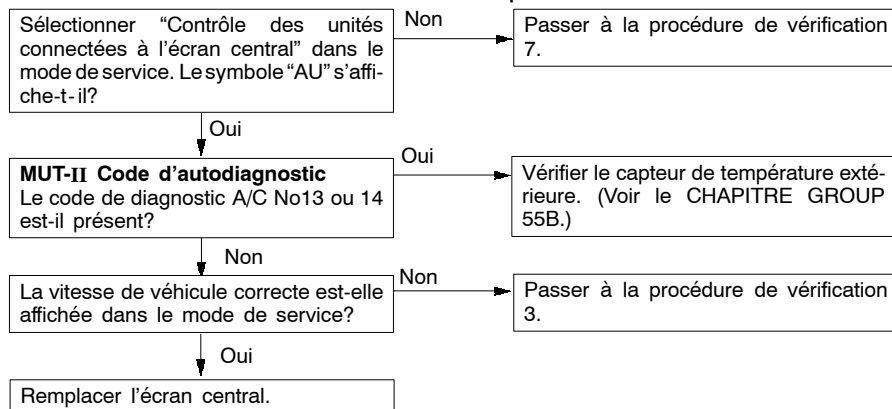 Sélectionner “Contrôle des unités
connectées à l’écran central” dans le
mode de service. Le symbole “AU” s’affi-
che-t-il?
Non
Passer à la procédure de vérification
7.
Oui
MUT-II Code d’autodiagnostic
Le code de diagnostic A/C No13 ou 14
est-il présent?
Oui
Vérifier le capteur de température exté-
rieure. (Voir le CHAPITRE GROUP
55B.)
Non
La vitesse de véhicule correcte est-elle
affichée dans le mode de service?
Non
Passer à la procédure de vérification
3.
Oui
Remplacer l’écran central.